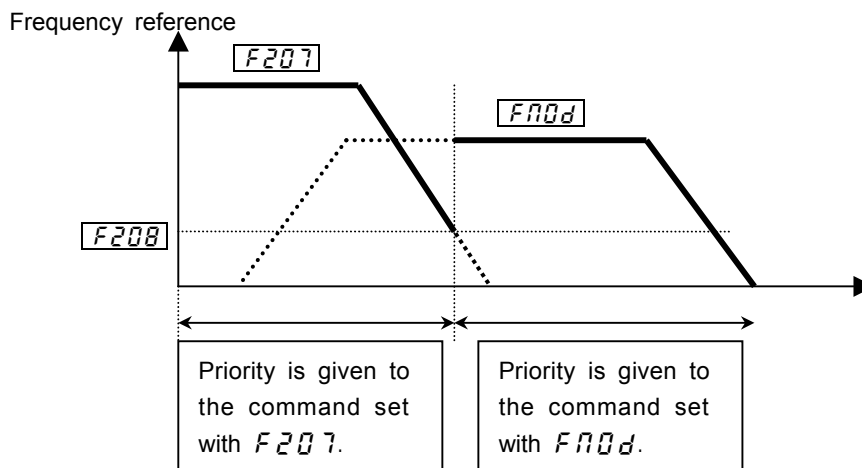 Frequency reference
F207
FMOd
F208
Priority is given to
the command set
with F207.
Priority is given to
the command set
with FMOd.